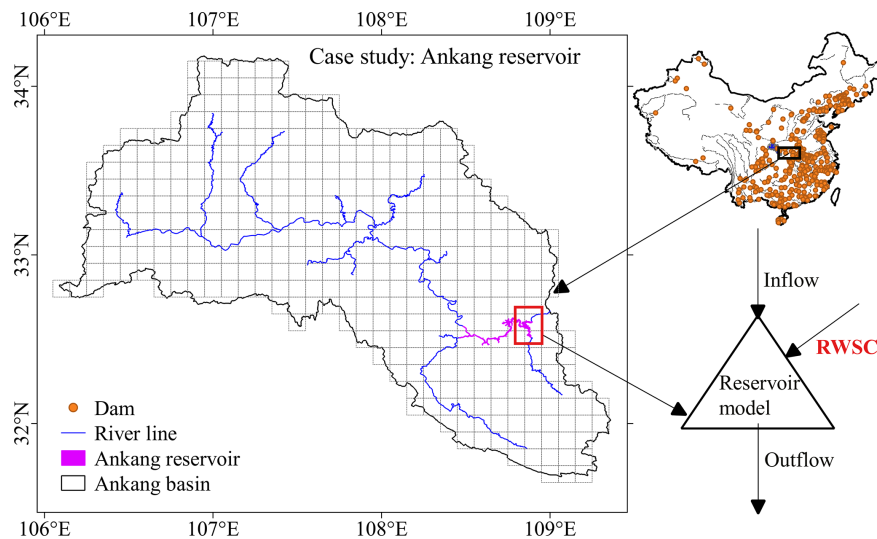 106°E
107°E
108°E
109°E
Case study: Ankang reservoir
34°N
33°N
32°N
Inflow
RWSC
Reservoir
model
Outflow
Dam
River line
Ankang reservoir
Ankang basin
106°E
107°E
108°E
109°E